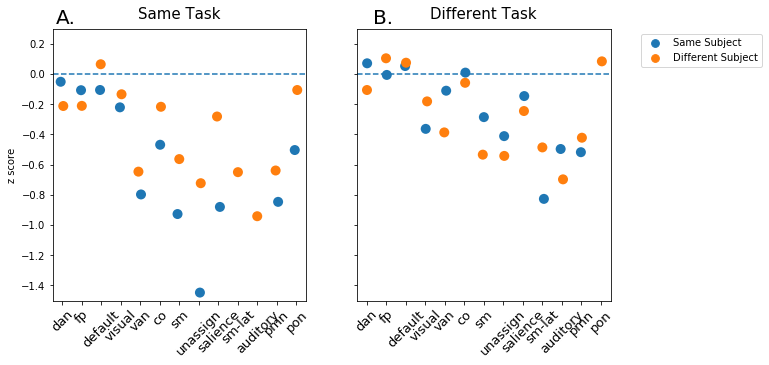 A.
Same Task
B.
Different Task
Same Subject
Different Subject
z score
0.2
0.0
−0.2
−0.4
−0.6
−0.8
−1.0
−1.2
−1.4
dan
fp
default
visual
van
co
sm
unassign
salience
sm-lat
auditory
pmn
pon
dan
fp
default
visual
van
co
sm
unassign
salience
sm-lat
auditory
pmn
pon